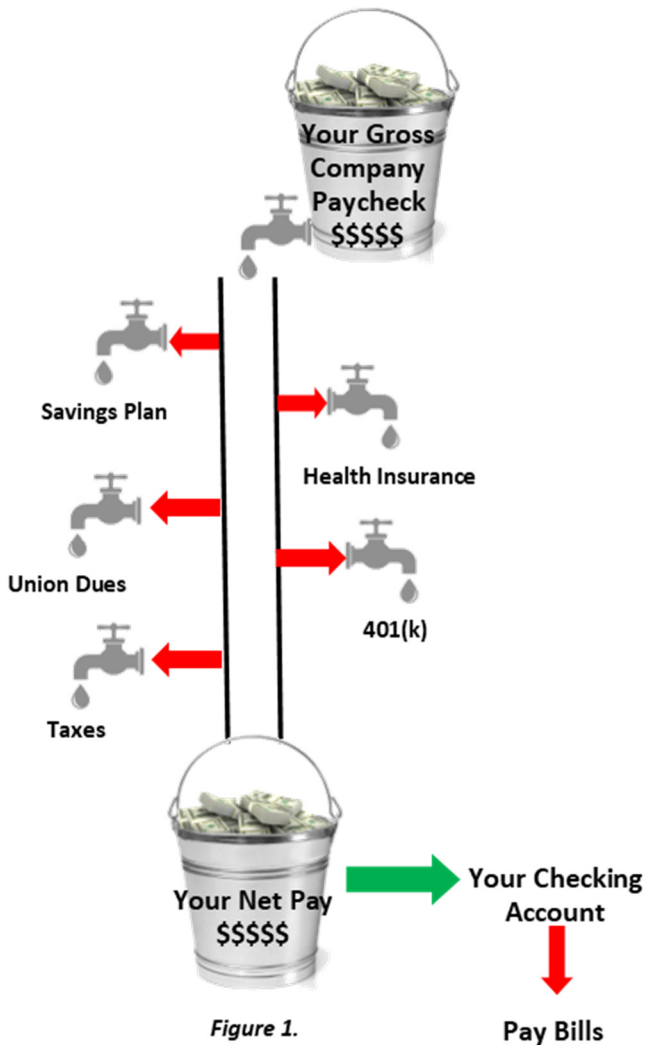 Your Gross
Company
Paycheck
$$$$$
Savings Plan
Health Insurance
Union Dues
401(k)
Taxes
Your Net Pay
$$$$$
Your Checking
Account
Pay Bills
Figure 1.